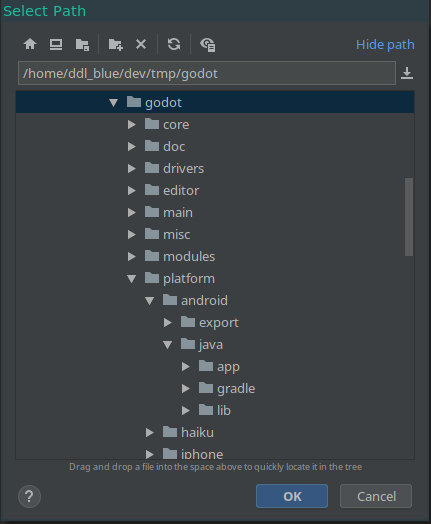 Select Path
Hide path
/home/ddl_blue/dev/tmp/godot
godot
core
doc
drivers
editor
main
misc
modules
platform
android
export
java
app
gradle
lib
haiku
iphone
Drag and drop a file into the space above to quickly locate it in the tree
?
OK
Cancel